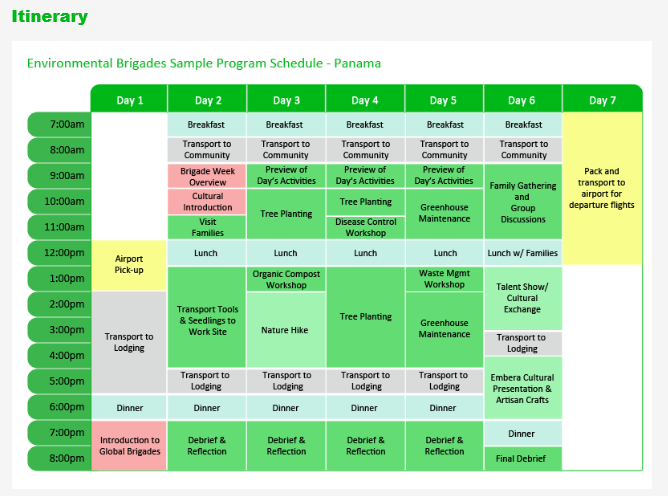 Itinerary
Environmental Brigades Sample Program Schedule - Panama
Day 1 Day 2 Day 3 Day 4 Day 5 Day 6 Day 7
7:00am Breakfast Breakfast Breakfast Breakfast Breakfast
8:00am Transport to Community Transport to Community Transport to Community Transport to Community Transport to Community
9:00am Brigade Week Overview Preview of Day's Activities Preview of Day's Activities Preview of Day's Activities Family Gathering and Group Discussions Pack and transport to airport for departure flights
10:00am Cultural Introduction Tree Planting Tree Planting Greenhouse Maintenance
11:00am Visit Families Disease Control Workshop
12:00pm Airport Pick-up Lunch Lunch Lunch Lunch Lunch w/ Families
1:00pm Transport Tools & Seedlings to Work Site Organic Compost Workshop Tree Planting Waste Mgmt Workshop Talent Show/ Cultural Exchange
2:00pm Transport to Lodging Nature Hike Greenhouse Maintenance
3:00pm Transport to Lodging
4:00pm Embera Cultural Presentation & Artisan Crafts
5:00pm Transport to Lodging Transport to Lodging Transport to Lodging Transport to Lodging
6:00pm Dinner Dinner Dinner Dinner Dinner
7:00pm Introduction to Global Brigades Debrief & Reflection Debrief & Reflection Debrief & Reflection Debrief & Reflection Dinner
8:00pm Final Debrief